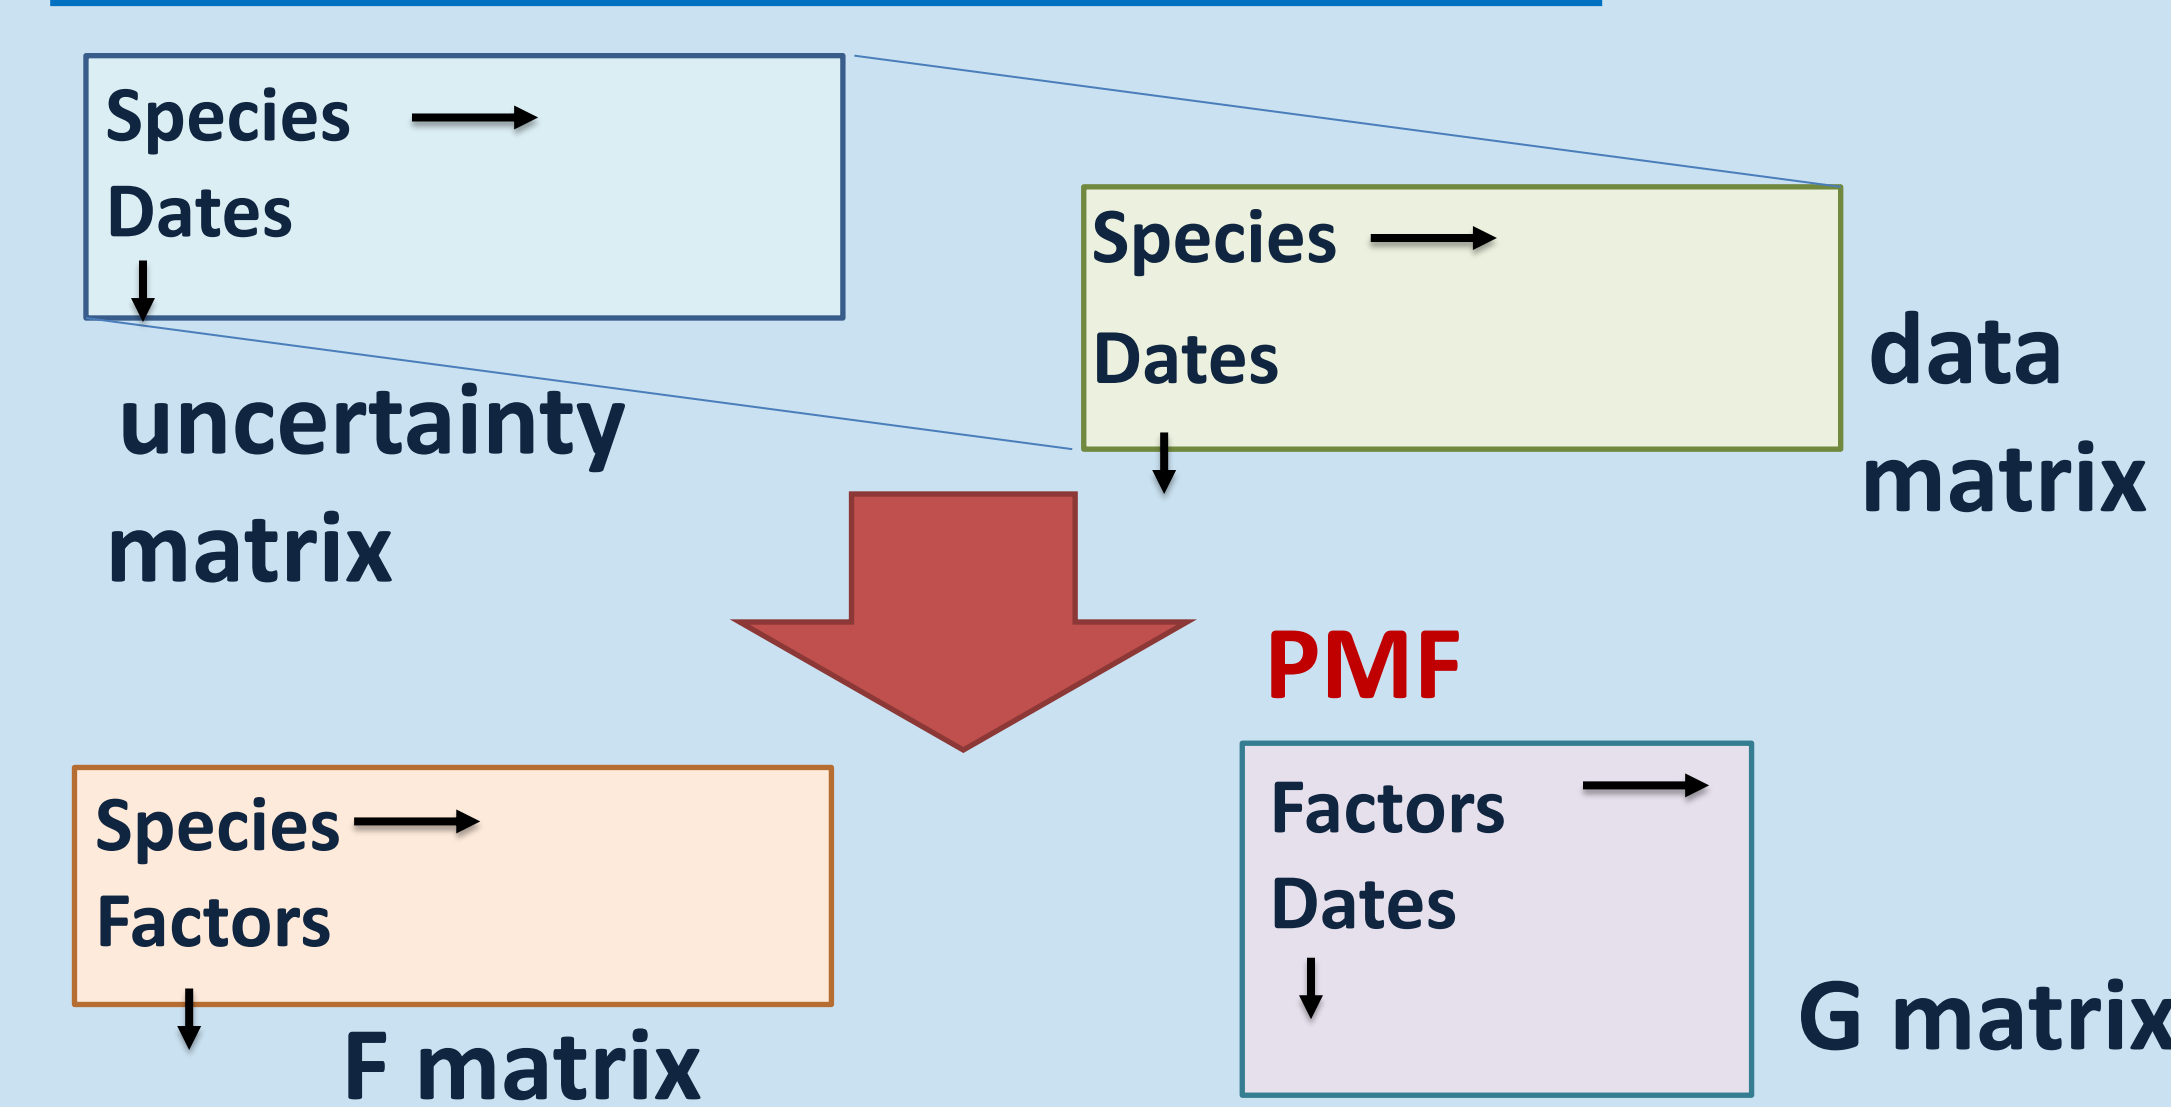 Species
Dates
uncertainty
matrix
Species
Dates
data
matrix
PMF
Species
Factors
F matrix
Factors
Dates
G matrix